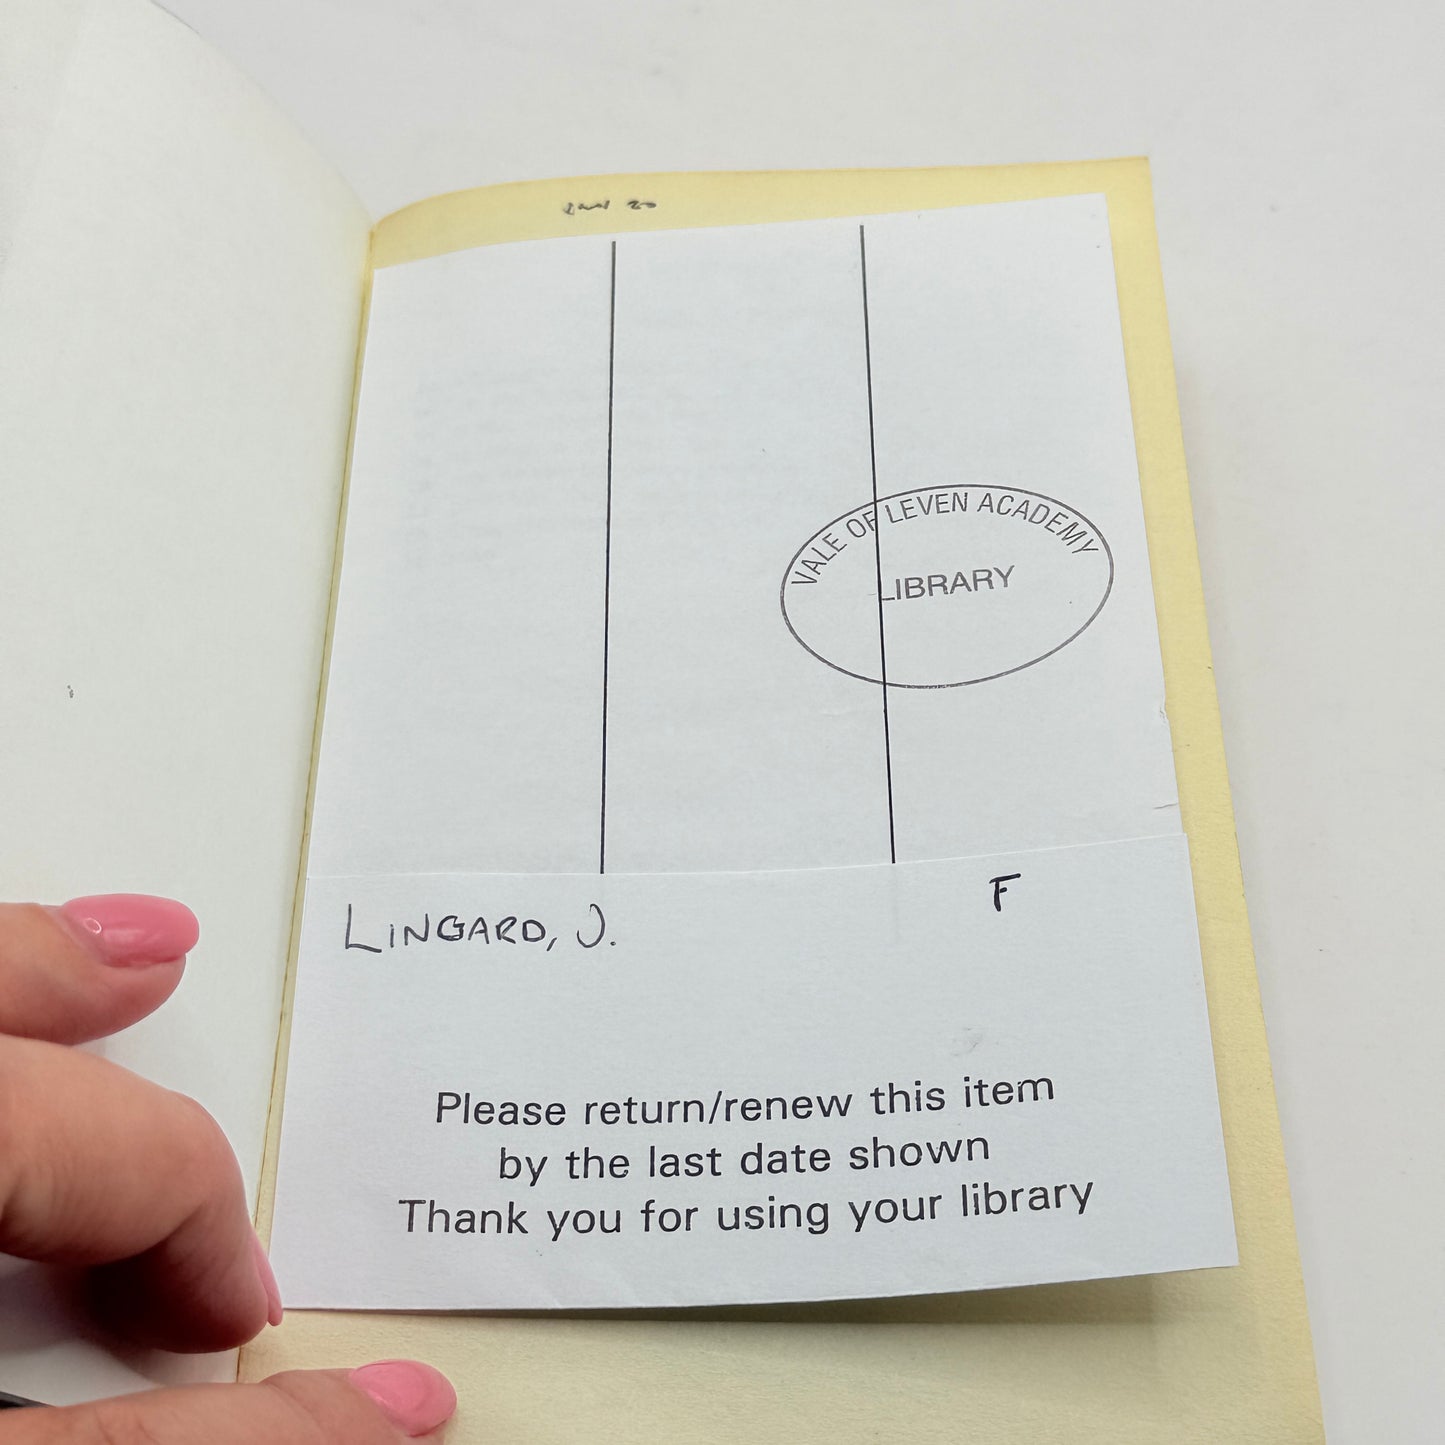 VALE OF LEVEN ACADEMY
LIBRARY
LINGARD, J.
F
Please return/renew this item
by the last date shown
Thank you for using your library